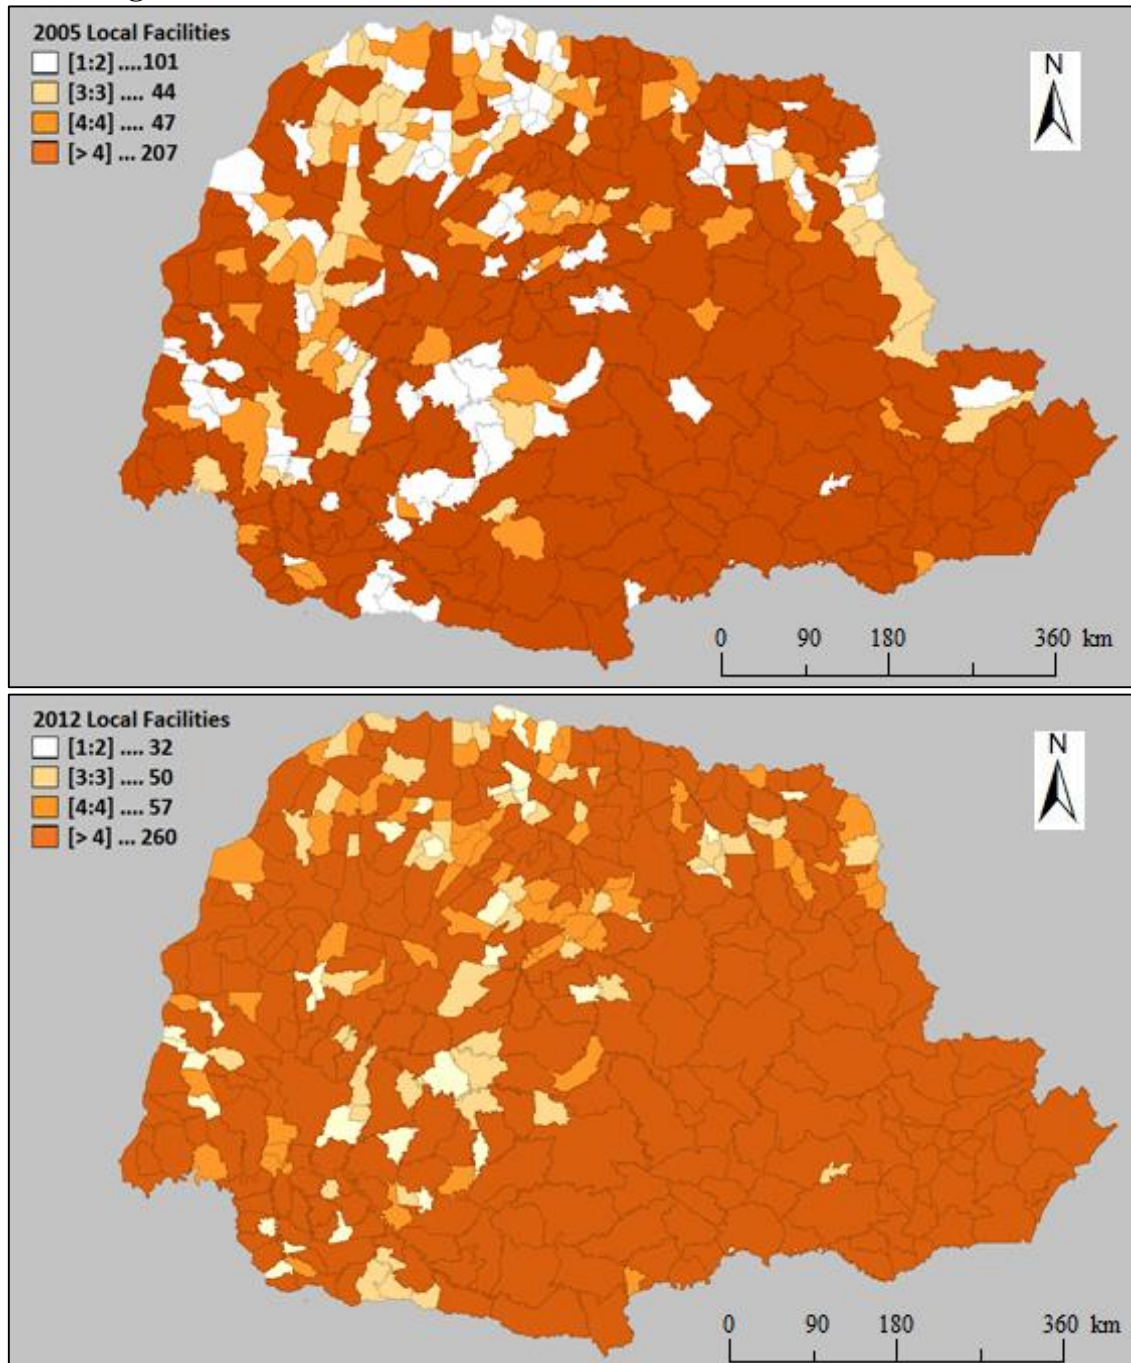 2005 Local Facilities
[1:2] ....101
[3:3] .... 44
[4:4] .... 47
[> 4] ... 207
N
0 90 180 360 km
2012 Local Facilities
[1:2] .... 32
[3:3] .... 50
[4:4] .... 57
[> 4] ... 260
N
0 90 180 360 km